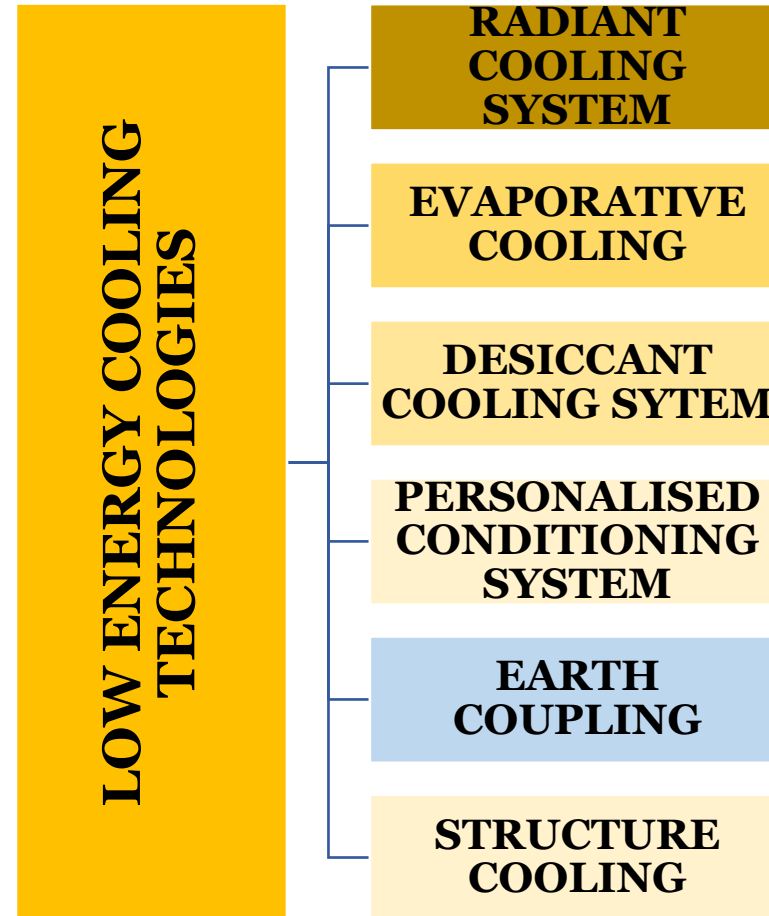 LOW ENERGY COOLING
TECHNOLOGIES
RADIANT
COOLING
SYSTEM
EVAPORATIVE
COOLING
DESICCANT
COOLING SYTEM
PERSONALISED
CONDITIONING
SYSTEM
EARTH
COUPLING
STRUCTURE
COOLING